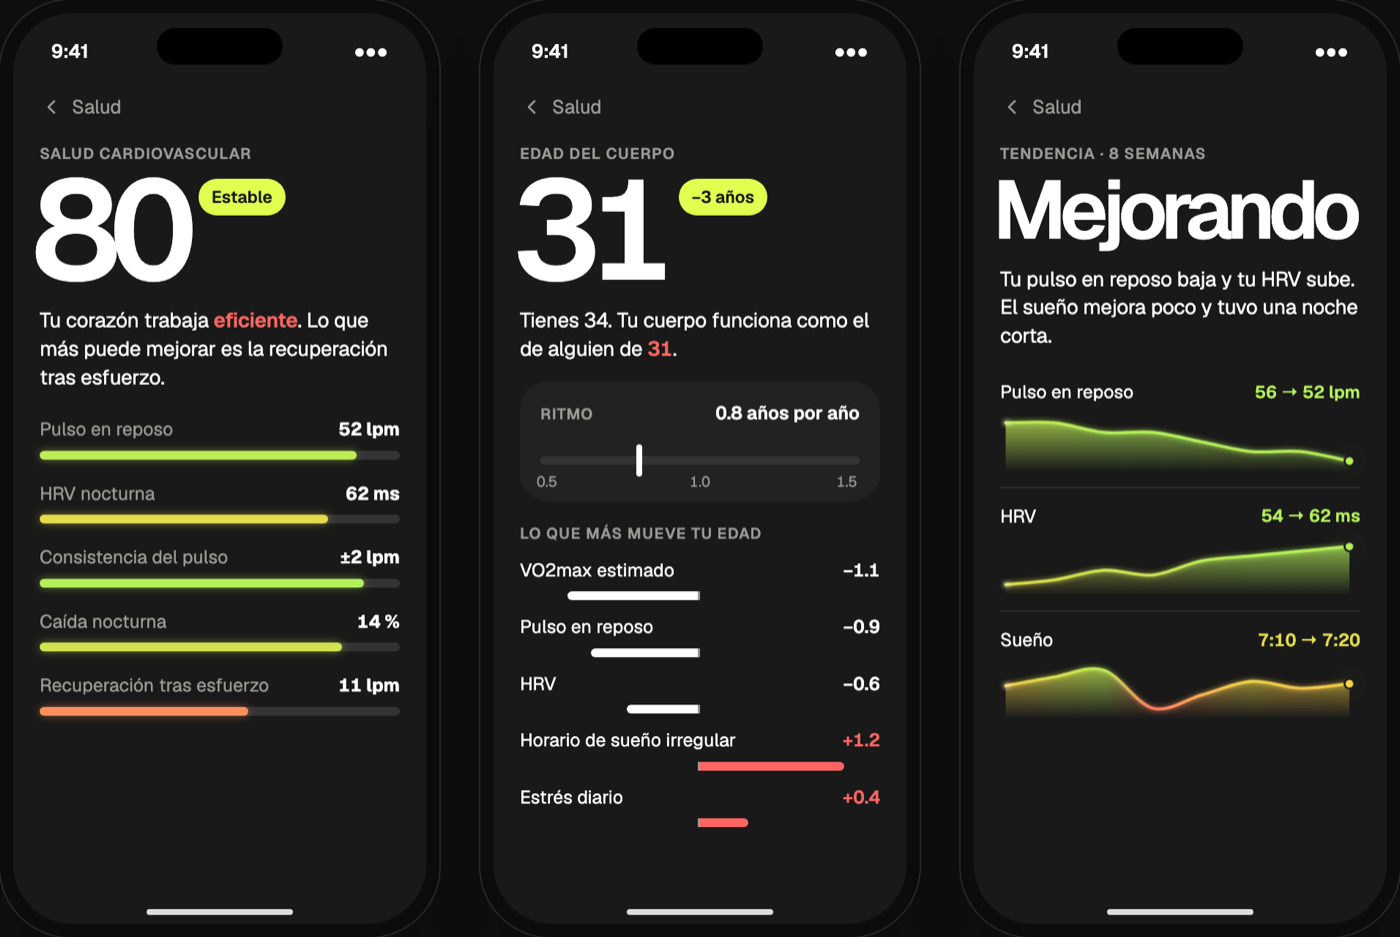 9:41
Salud
SALUD CARDIOVASCULAR
80
Estable
Tu corazón trabaja eficiente. Lo que
más puede mejorar es la recuperación
tras esfuerzo.
Pulso en reposo 52 lpm
HRV nocturna 62 ms
Consistencia del pulso ±2 lpm
Caída nocturna 14 %
Recuperación tras esfuerzo 11 lpm
9:41
Salud
EDAD DEL CUERPO
31
−3 años
Tienes 34. Tu cuerpo funciona como el
de alguien de 31.
RITMO 0.8 años por año
0.5 1.0 1.5
LO QUE MÁS MUEVE TU EDAD
VO2max estimado −1.1
Pulso en reposo −0.9
HRV −0.6
Horario de sueño irregular +1.2
Estrés diario +0.4
9:41
Salud
TENDENCIA · 8 SEMANAS
Mejorando
Tu pulso en reposo baja y tu HRV sube.
El sueño mejora poco y tuvo una noche
corta.
Pulso en reposo 56 → 52 lpm
HRV 54 → 62 ms
Sueño 7:10 → 7:20